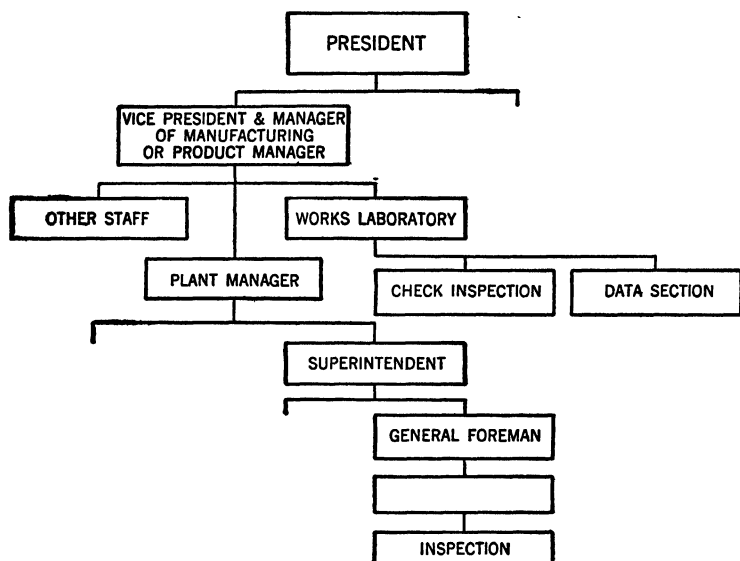 PRESIDENT
VICE PRESIDENT & MANAGER
OF MANUFACTURING
OR PRODUCT MANAGER
OTHER STAFF
WORKS LABORATORY
PLANT MANAGER
CHECK INSPECTION
DATA SECTION
SUPERINTENDENT
GENERAL FOREMAN
INSPECTION